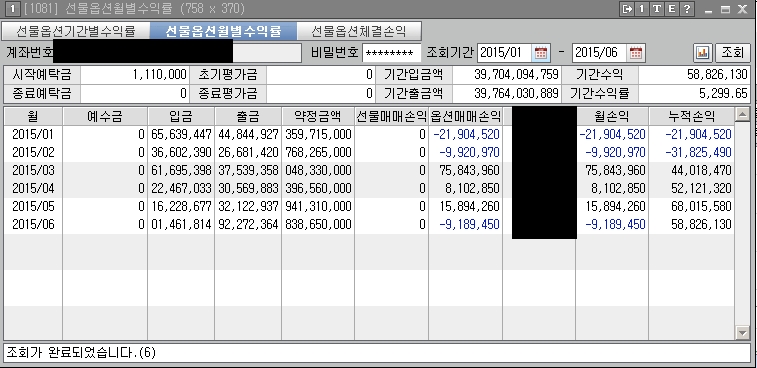 1 [1081] 선물옵션월별수익률 (758 x 370) 1 T E ?
선물옵션기간별수익률 선물옵션월별수익률 선물옵션체결손익
계좌번호 비밀번호 ******** 조회기간 2015/01 - 2015/06 조회
시작예탁금 1,110,000 초기평가금 0 기간입금액 39,704,094,759 기간수익 58,826,130
종료예탁금 0 종료평가금 0 기간출금액 39,764,030,889 기간수익률 5,299.65
월 예수금 입금 출금 약정금액 선물매매손익 옵션매매손익 월손익 누적손익
2015/01 0 65,639,447 44,844,927 359,715,000 0 -21,904,520 -21,904,520 -21,904,520
2015/02 0 36,602,390 26,681,420 768,265,000 0 -9,920,970 -9,920,970 -31,825,490
2015/03 0 61,695,398 37,539,358 048,330,000 0 75,843,960 75,843,960 44,018,470
2015/04 0 22,467,033 30,569,883 396,560,000 0 8,102,850 8,102,850 52,121,320
2015/05 0 16,228,677 32,122,937 941,310,000 0 15,894,260 15,894,260 68,015,580
2015/06 0 01,461,814 92,272,364 838,650,000 0 -9,189,450 -9,189,450 58,826,130
조회가 완료되었습니다.(6)